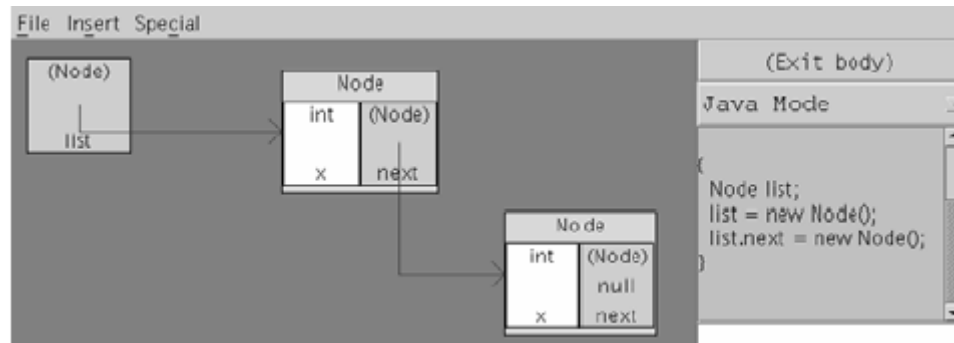 File Insert Special
(Node)
list
Node
int (Node)
x next
Node
int (Node)
null
x next
(Exit body)
Java Mode
{
Node list;
list = new Node();
list.next = new Node();
}